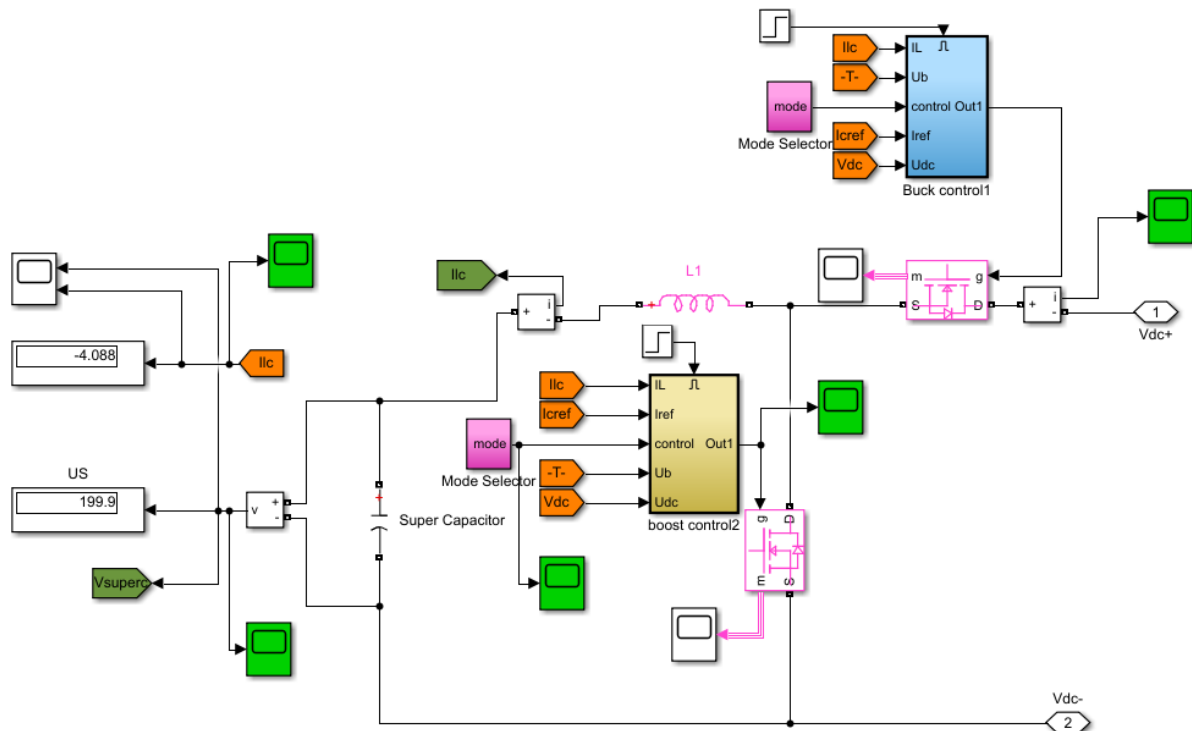 Ilc
-T-
mode
Mode Selector
Icref
Vdc
IL
Ub
control
Out1
Iref
Udc
Buck control1
Ilc
i
+
-
L1
m
g
S
D
+
i
-
1
Vdc+
-4.088
Ilc
Ilc
Icref
mode
Mode Selector
-T-
Vdc
IL
Iref
control
Out1
Ub
Udc
boost control2
US
199.9
v
+
-
+
Super Capacitor
g
D
m
S
Vsuperc
Vdc-
2